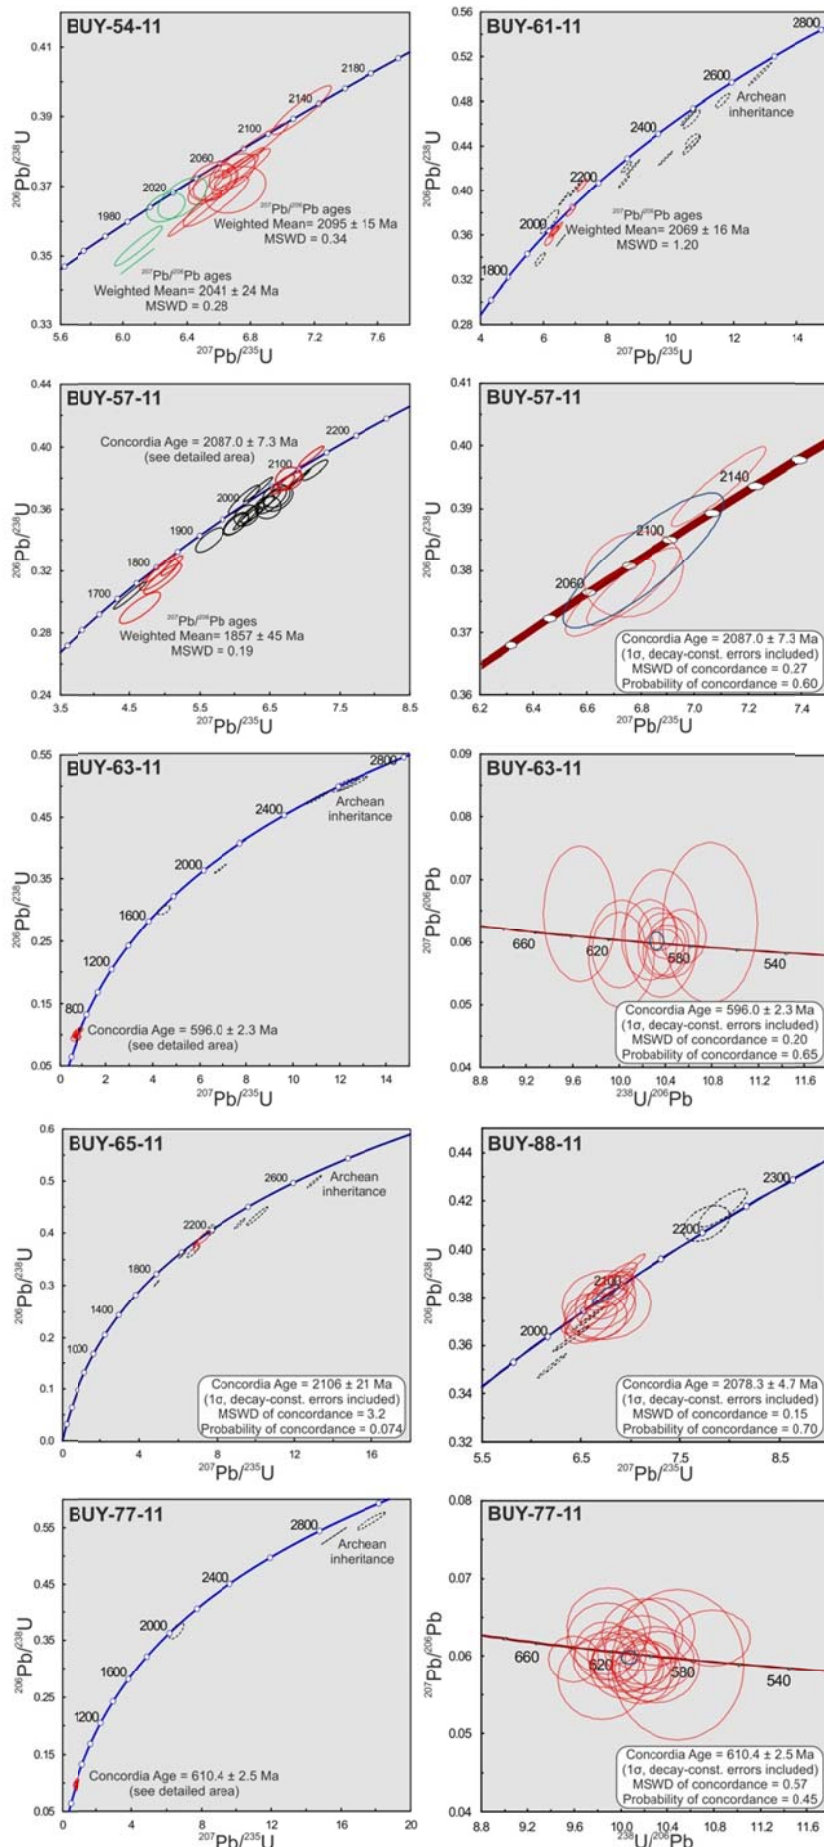 BUY-54-11
0.41
0.39
0.37
0.35
0.33
5.6
6.0
6.4
6.8
7.2
7.6
1980
2020
2060
2100
2140
2180
206Pb/238U
207Pb/235U
207Pb/206Pb ages
Weighted Mean= 2095 ± 15 Ma
MSWD = 0.34
207Pb/206Pb ages
Weighted Mean= 2041 ± 24 Ma
MSWD = 0.28
BUY-61-11
0.56
0.52
0.48
0.44
0.40
0.36
0.32
0.28
4
6
8
10
12
14
1800
2000
2200
2400
2600
2800
Archean
inheritance
206Pb/238U
207Pb/235U
207Pb/206Pb ages
Weighted Mean= 2069 ± 16 Ma
MSWD = 1.20
BUY-57-11
0.44
0.40
0.36
0.32
0.28
0.24
3.5
4.5
5.5
6.5
7.5
8.5
1700
1800
1900
2000
2100
2200
206Pb/238U
207Pb/235U
Concordia Age = 2087.0 ± 7.3 Ma
(see detailed area)
207Pb/206Pb ages
Weighted Mean= 1857 ± 45 Ma
MSWD = 0.19
BUY-57-11
0.41
0.40
0.39
0.38
0.37
0.36
6.2
6.4
6.6
6.8
7.0
7.2
7.4
2060
2100
2140
206Pb/238U
207Pb/235U
Concordia Age = 2087.0 ± 7.3 Ma
(1σ, decay-const. errors included)
MSWD of concordance = 0.27
Probability of concordance = 0.60
BUY-63-11
0.55
0.45
0.35
0.25
0.15
0.05
0
2
4
6
8
10
12
14
800
1200
1600
2000
2400
2800
Archean
inheritance
206Pb/238U
207Pb/235U
Concordia Age = 596.0 ± 2.3 Ma
(see detailed area)
BUY-63-11
0.09
0.08
0.07
0.06
0.05
0.04
8.8
9.2
9.6
10.0
10.4
10.8
11.2
11.6
660
620
580
540
207Pb/206Pb
238U/206Pb
Concordia Age = 596.0 ± 2.3 Ma
(1σ, decay-const. errors included)
MSWD of concordance = 0.20
Probability of concordance = 0.65
BUY-65-11
0.6
0.5
0.4
0.3
0.2
0.1
0.0
0
4
8
12
16
1000
1400
1800
2200
2600
Archean
inheritance
206Pb/238U
207Pb/235U
Concordia Age = 2106 ± 21 Ma
(1σ, decay-const. errors included)
MSWD of concordance = 3.2
Probability of concordance = 0.074
BUY-88-11
0.44
0.42
0.40
0.38
0.36
0.34
0.32
5.5
6.5
7.5
8.5
2000
2100
2200
2300
206Pb/238U
207Pb/235U
Concordia Age = 2078.3 ± 4.7 Ma
(1σ, decay-const. errors included)
MSWD of concordance = 0.15
Probability of concordance = 0.70
BUY-77-11
0.55
0.45
0.35
0.25
0.15
0.05
0
4
8
12
16
20
1200
1600
2000
2400
2800
Archean
inheritance
206Pb/238U
207Pb/235U
Concordia Age = 610.4 ± 2.5 Ma
(see detailed area)
BUY-77-11
0.08
0.07
0.06
0.05
0.04
8.8
9.2
9.6
10.0
10.4
10.8
11.2
11.6
660
620
580
540
207Pb/206Pb
238U/206Pb
Concordia Age = 610.4 ± 2.5 Ma
(1σ, decay-const. errors included)
MSWD of concordance = 0.57
Probability of concordance = 0.45